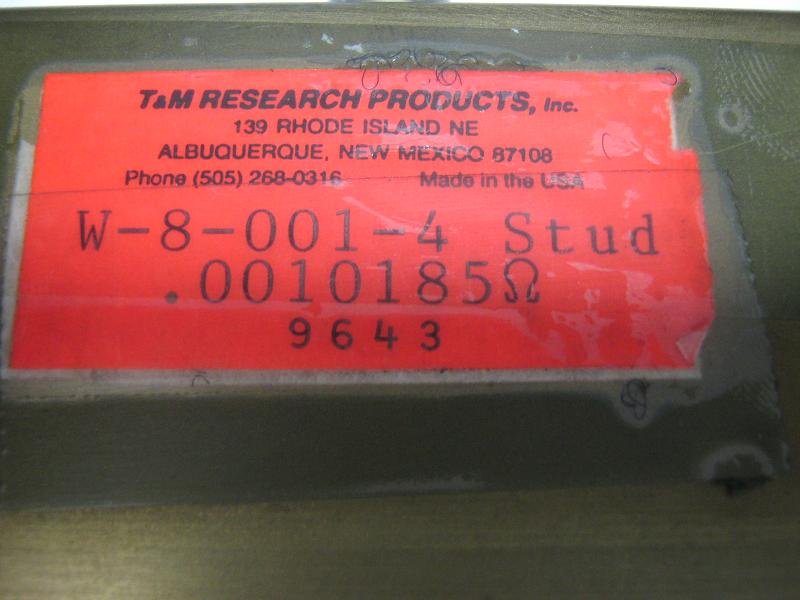 T&M RESEARCH PRODUCTS, Inc.
139 RHODE ISLAND NE
ALBUQUERQUE, NEW MEXICO 87108
Phone (505) 268-0316 Made in the USA
W-8-001-4 Stud
.0010185Ω
9643